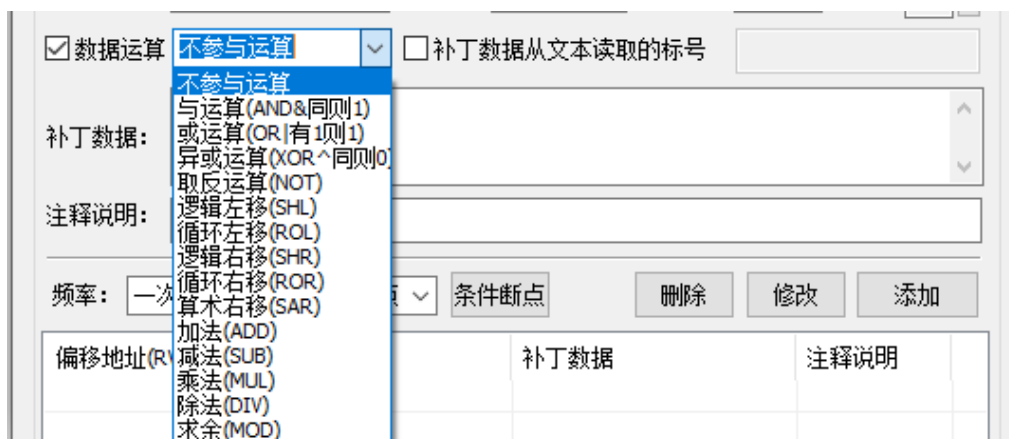 数据运算 不参与运算 补丁数据从文本读取的标号
不参与运算
与运算(AND&同则1)
补丁数据:
或运算(OR|有1则1)
异或运算(XOR^同则0)
取反运算(NOT)
注释说明:
逻辑左移(SHL)
循环左移(ROL)
逻辑右移(SHR)
频率: 一次 条件断点 删除 修改 添加
循环右移(ROR)
算术右移(SAR)
加法(ADD)
偏移地址(RV 补丁数据 注释说明
减法(SUB)
乘法(MUL)
除法(DIV)
求余(MOD)